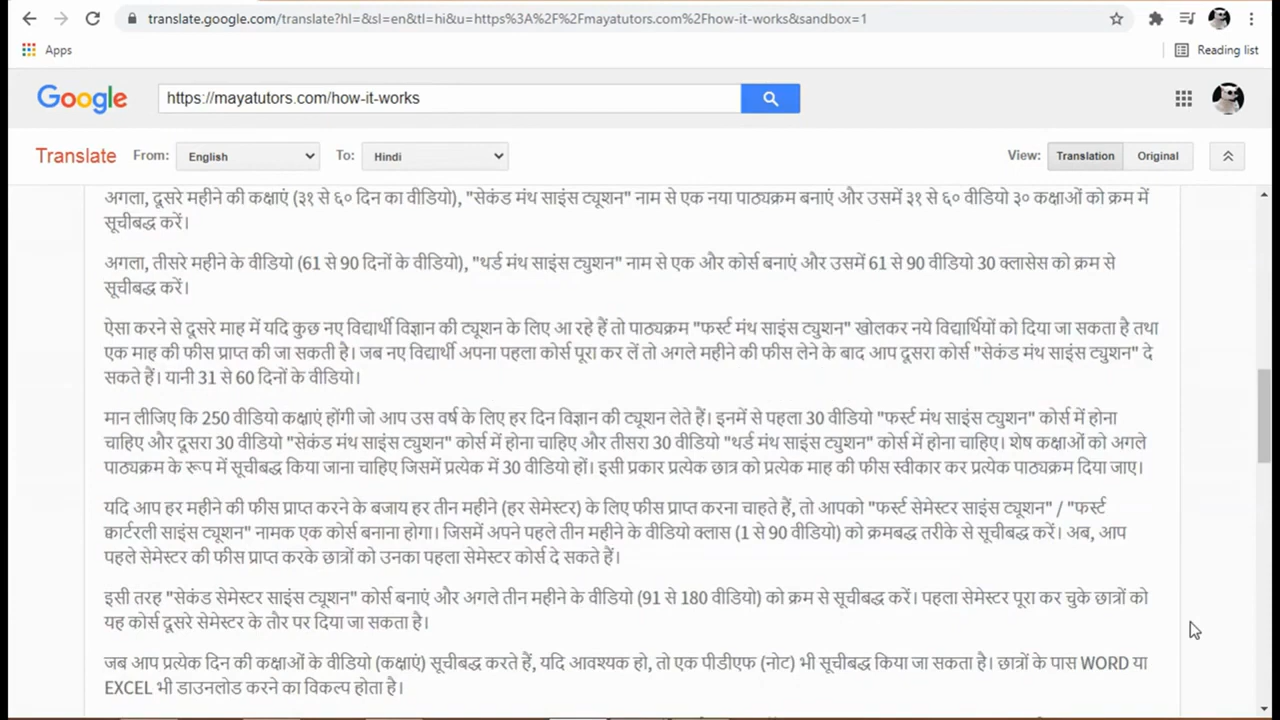 translate.google.com/translate?hl=&sl=en&tl=hi&u=https%3A%2F%2Fmayatutors.com%2Fhow-it-works&sandbox=1
Apps
Reading list
Google
https://mayatutors.com/how-it-works
Translate From: English To: Hindi View: Translation Original
अगला, दूसरे महीने की कक्षाएं (३१ से ६० दिन का वीडियो), "सेकंड मंथ साइंस ट्यूशन" नाम से एक नया पाठ्यक्रम बनाएं और उसमें ३१ से ६० वीडियो ३० कक्षाओं को क्रम में
सूचीबद्ध करें।
अगला, तीसरे महीने के वीडियो (61 से 90 दिनों के वीडियो), "थर्ड मंथ साइंस ट्युशन" नाम से एक और कोर्स बनाएं और उसमें 61 से 90 वीडियो 30 क्लासेस को क्रम से
सूचीबद्ध करें।
ऐसा करने से दूसरे माह में यदि कुछ नए विद्यार्थी विज्ञान की ट्यूशन के लिए आ रहे हैं तो पाठ्यक्रम "फर्स्ट मंथ साइंस ट्युशन" खोलकर नये विद्यार्थियों को दिया जा सकता है तथा
एक माह की फीस प्राप्त की जा सकती है। जब नए विद्यार्थी अपना पहला कोर्स पूरा कर लें तो अगले महीने की फीस लेने के बाद आप दूसरा कोर्स "सेकंड मंथ साइंस ट्युशन" दे
सकते हैं। यानी 31 से 60 दिनों के वीडियो।
मान लीजिए कि 250 वीडियो कक्षाएं होंगी जो आप उस वर्ष के लिए हर दिन विज्ञान की ट्यूशन लेते हैं। इनमें से पहला 30 वीडियो "फर्स्ट मंथ साइंस ट्युशन" कोर्स में होना
चाहिए और दूसरा 30 वीडियो "सेकंड मंथ साइंस ट्युशन" कोर्स में होना चाहिए और तीसरा 30 वीडियो "थर्ड मंथ साइंस ट्युशन" कोर्स में होना चाहिए। शेष कक्षाओं को अगले
पाठ्यक्रम के रूप में सूचीबद्ध किया जाना चाहिए जिसमें प्रत्येक में 30 वीडियो हों। इसी प्रकार प्रत्येक छात्र को प्रत्येक माह की फीस स्वीकार कर प्रत्येक पाठ्यक्रम दिया जाए।
यदि आप हर महीने की फीस प्राप्त करने के बजाय हर तीन महीने (हर सेमेस्टर) के लिए फीस प्राप्त करना चाहते हैं, तो आपको "फर्स्ट सेमेस्टर साइंस ट्यूशन" / "फर्स्ट
क्वार्टरली साइंस ट्यूशन" नामक एक कोर्स बनाना होगा। जिसमें अपने पहले तीन महीने के वीडियो क्लास (1 से 90 वीडियो) को क्रमबद्ध तरीके से सूचीबद्ध करें। अब, आप
पहले सेमेस्टर की फीस प्राप्त करके छात्रों को उनका पहला सेमेस्टर कोर्स दे सकते हैं।
इसी तरह "सेकंड सेमेस्टर साइंस ट्यूशन" कोर्स बनाएं और अगले तीन महीने के वीडियो (91 से 180 वीडियो) को क्रम से सूचीबद्ध करें। पहला सेमेस्टर पूरा कर चुके छात्रों को
यह कोर्स दूसरे सेमेस्टर के तौर पर दिया जा सकता है।
जब आप प्रत्येक दिन की कक्षाओं के वीडियो (कक्षाएं) सूचीबद्ध करते हैं, यदि आवश्यक हो, तो एक पीडीएफ (नोट) भी सूचीबद्ध किया जा सकता है। छात्रों के पास WORD या
EXCEL भी डाउनलोड करने का विकल्प होता है।